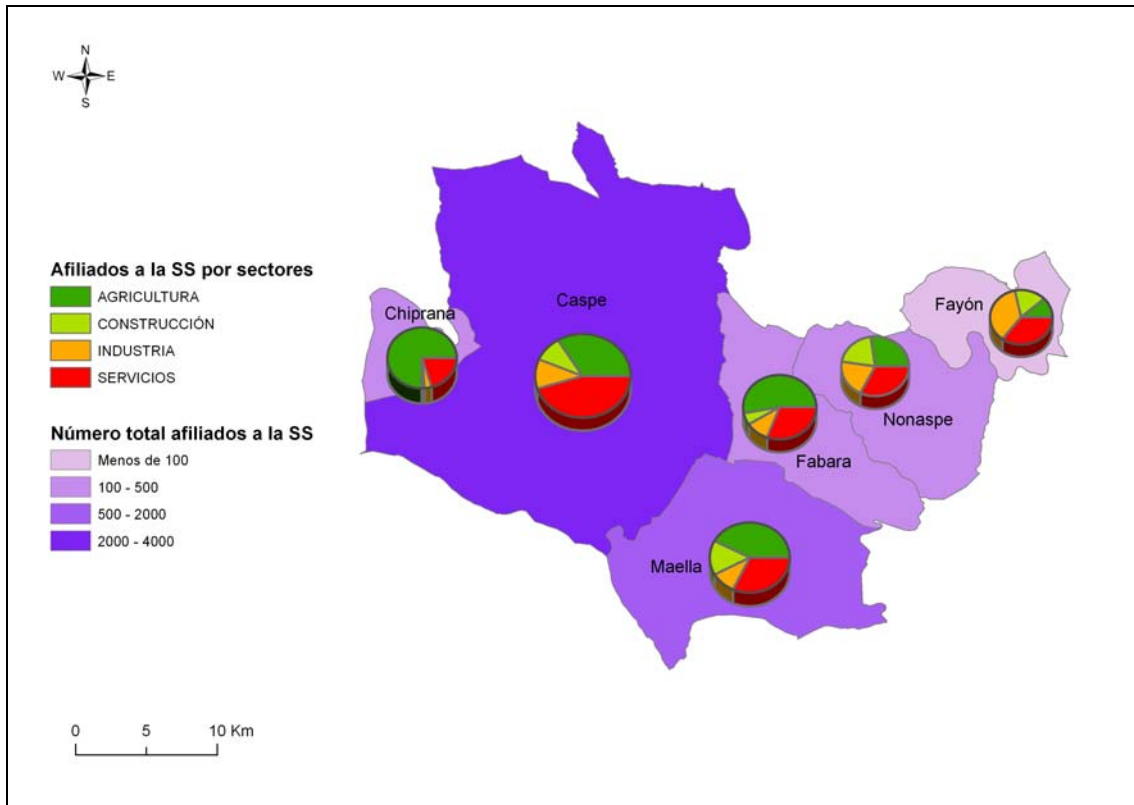 N
W E
S
Afiliados a la SS por sectores
AGRICULTURA
CONSTRUCCIÓN
INDUSTRIA
SERVICIOS
Número total afiliados a la SS
Menos de 100
100 - 500
500 - 2000
2000 - 4000
Chiprana
Caspe
Fayón
Nonaspe
Fabara
Maella
0 5 10 Km